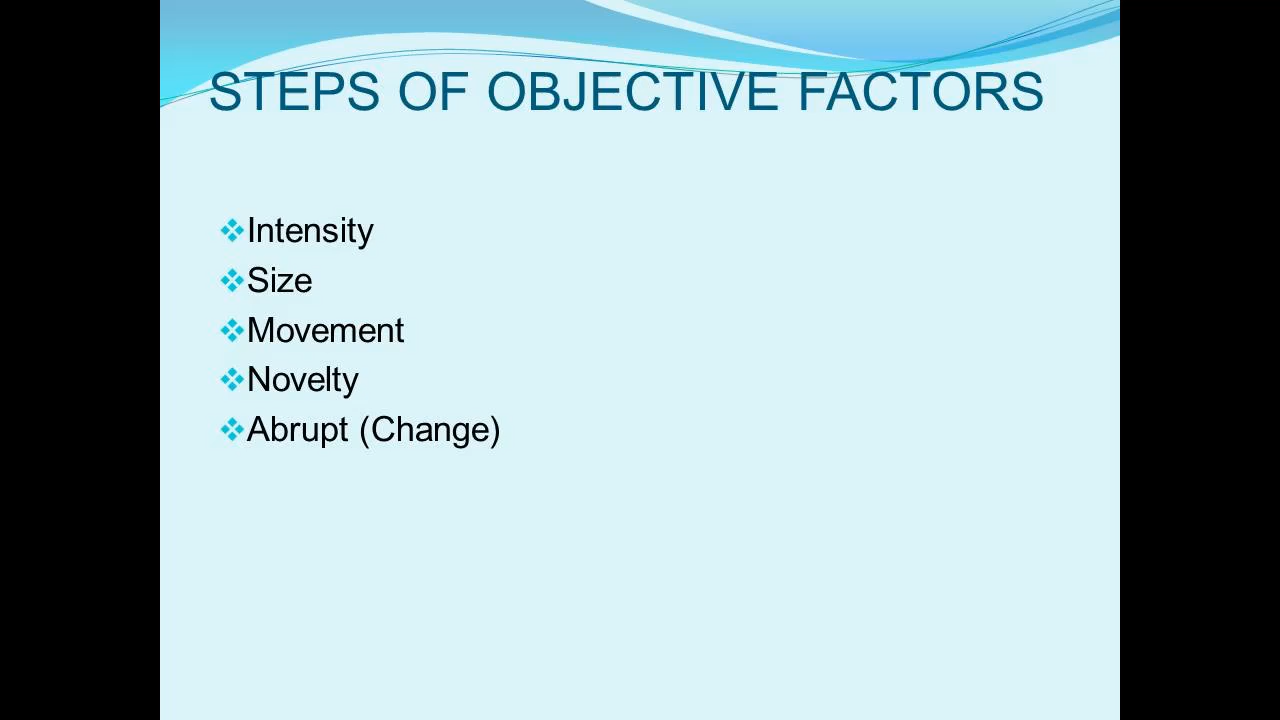 STEPS OF OBJECTIVE FACTORS
Intensity
Size
Movement
Novelty
Abrupt (Change)